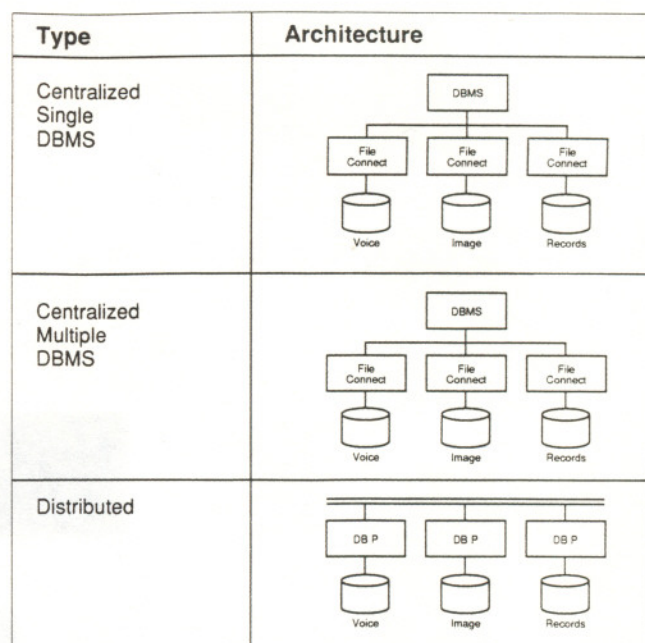 Type
Architecture
Centralized
Single
DBMS
DBMS
File
Connect
File
Connect
File
Connect
Voice
Image
Records
Centralized
Multiple
DBMS
DBMS
File
Connect
File
Connect
File
Connect
Voice
Image
Records
Distributed
DB P
DB P
DB P
Voice
Image
Records